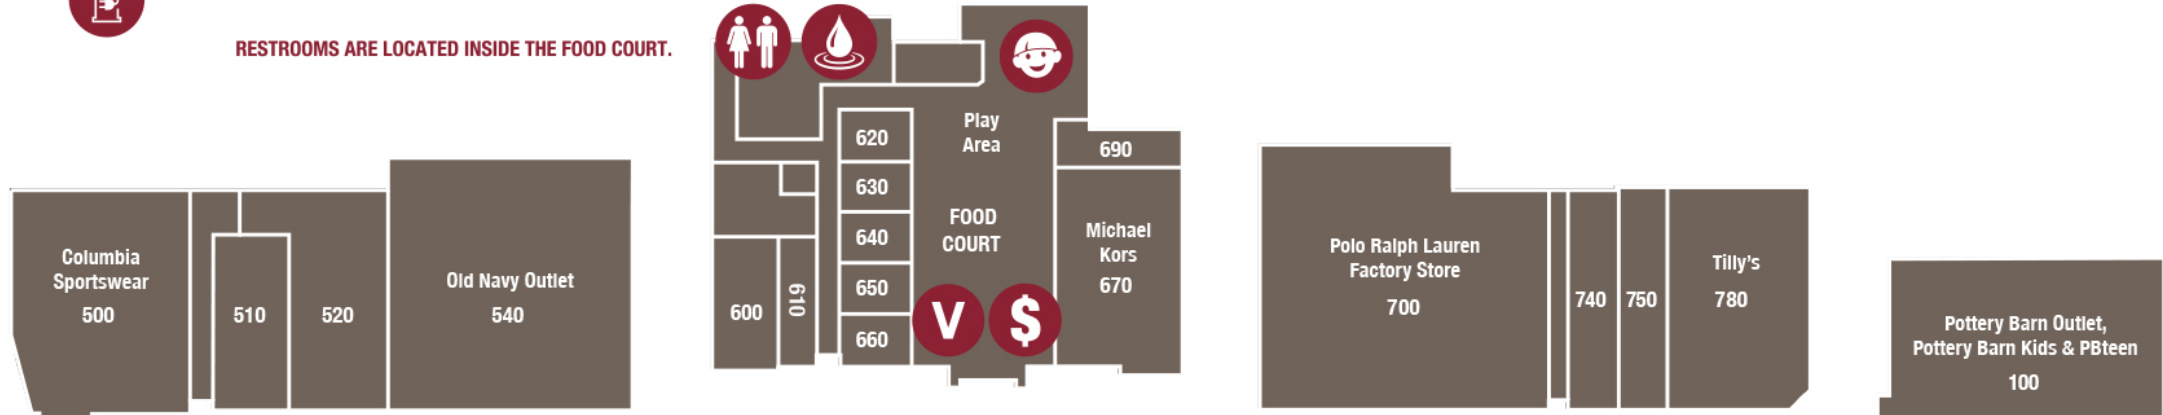 RESTROOMS ARE LOCATED INSIDE THE FOOD COURT.
Columbia
Sportswear
500
510
520
Old Navy Outlet
540
600
610
620
630
640
650
660
Play
Area
FOOD
COURT
V
$
690
Michael
Kors
670
Polo Ralph Lauren
Factory Store
700
740
750
Tilly's
780
Pottery Barn Outlet,
Pottery Barn Kids & PBteen
100